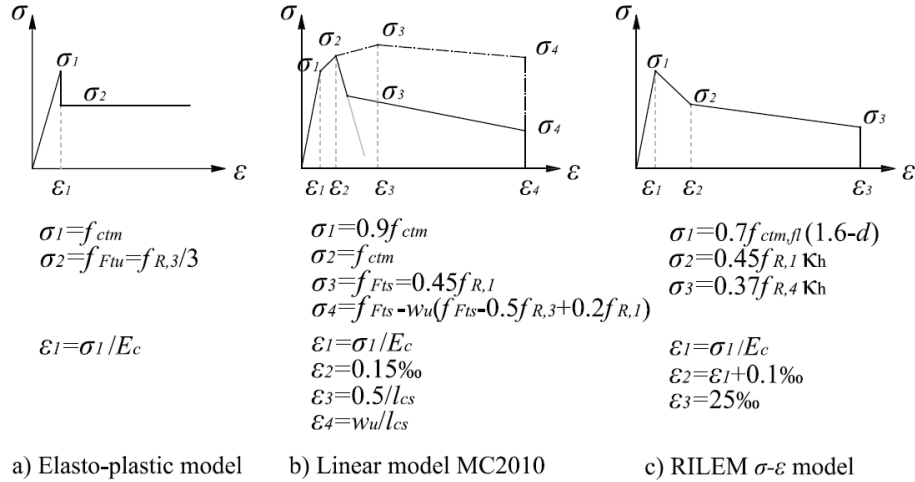 σ
σ1
σ2
ε1
ε
σ1=fctm
σ2=fFtu=fR,3/3
ε1=σ1/Ec
a) Elasto-plastic model
σ
σ1
σ2
σ3
σ4
σ3
σ4
ε1 ε2 ε3 ε4
ε
σ1=0.9fctm
σ2=fctm
σ3=fFts=0.45fR,1
σ4=fFts-wu(fFts-0.5fR,3+0.2fR,1)
ε1=σ1/Ec
ε2=0.15‰
ε3=0.5/lcs
ε4=wu/lcs
b) Linear model MC2010
σ
σ1
σ2
σ3
ε1 ε2 ε3
ε
σ1=0.7fctm,fl(1.6-d)
σ2=0.45fR,1 κh
σ3=0.37fR,4 κh
ε1=σ1/Ec
ε2=ε1+0.1‰
ε3=25‰
c) RILEM σ-ε model